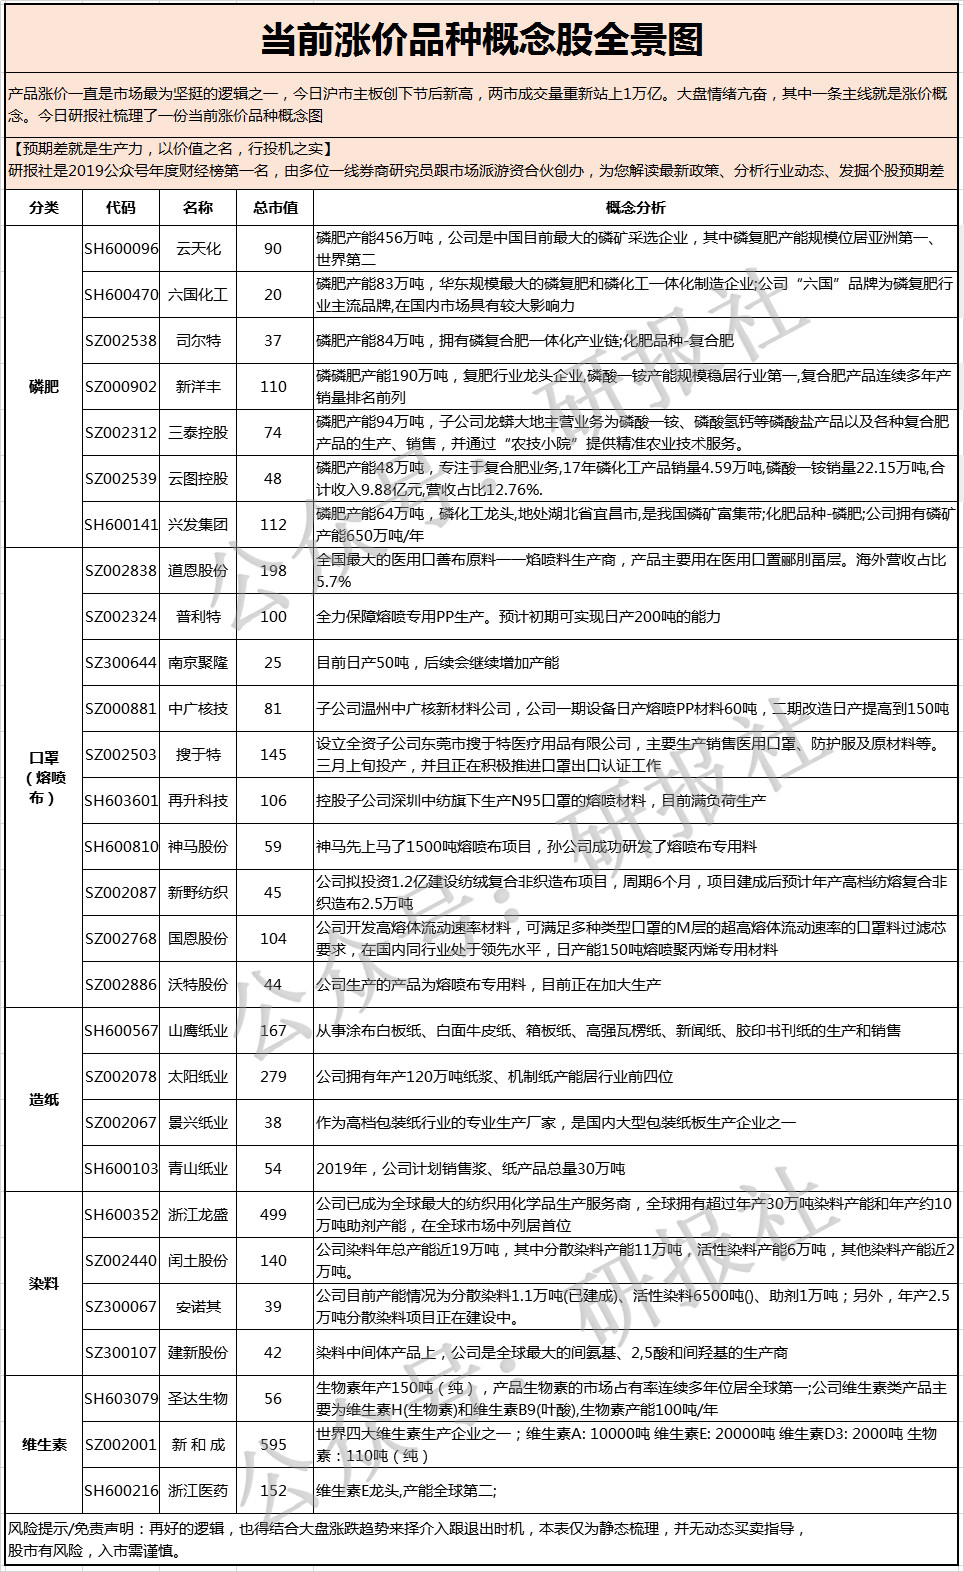 当前涨价品种概念股全景图
产品涨价一直是市场最为坚挺的逻辑之一，今日沪市主板创下节后新高，两市成交量重新站上1万亿。大盘情绪亢奋，其中一条主线就是涨价概
念。今日研报社梳理了一份当前涨价品种概念图
【预期差就是生产力，以价值之名，行投机之实】
研报社是2019公众号年度财经榜第一名，由多位一线券商研究员跟市场派游资合伙创办，为您解读最新政策、分析行业动态、发掘个股预期差
分类 代码 名称 总市值 概念分析
磷肥
SH600096 云天化 90 磷肥产能456万吨，公司是中国目前最大的磷矿采选企业，其中磷复肥产能规模位居亚洲第一、
世界第二
SH600470 六国化工 20 磷肥产能83万吨，华东规模最大的磷复肥和磷化工一体化制造企业;公司“六国”品牌为磷复肥行
业主流品牌,在国内市场具有较大影响力
SZ002538 司尔特 37 磷肥产能84万吨，拥有磷复合肥一体化产业链;化肥品种-复合肥
SZ000902 新洋丰 110 磷磷肥产能190万吨，复肥行业龙头企业,磷酸一铵产能规模稳居行业第一,复合肥产品连续多年产
销量排名前列
SZ002312 三泰控股 74 磷肥产能94万吨，子公司龙蟒大地主营业务为磷酸一铵、磷酸氢钙等磷酸盐产品以及各种复合肥
产品的生产、销售，并通过“农技小院”提供精准农业技术服务。
SZ002539 云图控股 48 磷肥产能48万吨，专注于复合肥业务,17年磷化工产品销量4.59万吨,磷酸一铵销量22.15万吨,合
计收入9.88亿元,营收占比12.76%.
SH600141 兴发集团 112 磷肥产能64万吨，磷化工龙头,地处湖北省宜昌市,是我国磷矿富集带;化肥品种-磷肥;公司拥有磷矿
产能650万吨/年
口罩
（熔喷
布）
SZ002838 道恩股份 198 全国最大的医用口善布原料一一焰喷料生产商，产品主要用在医用口置郦刖畐层。海外营收占比
5.7%
SZ002324 普利特 100 全力保障熔喷专用PP生产。预计初期可实现日产200吨的能力
SZ300644 南京聚隆 25 目前日产50吨，后续会继续增加产能
SZ000881 中广核技 81 子公司温州中广核新材料公司，公司一期设备日产熔喷PP材料60吨，二期改造日产提高到150吨
SZ002503 搜于特 145 设立全资子公司东莞市搜于特医疗用品有限公司，主要生产销售医用口罩、防护服及原材料等。
三月上旬投产，并且正在积极推进口罩出口认证工作
SH603601 再升科技 106 控股子公司深圳中纺旗下生产N95口罩的熔喷材料，目前满负荷生产
SH600810 神马股份 59 神马先上马了1500吨熔喷布项目，孙公司成功研发了熔喷布专用料
SZ002087 新野纺织 45 公司拟投资1.2亿建设纺绒复合非织造布项目，周期6个月，项目建成后预计年产高档纺熔复合非
织造布2.5万吨
SZ002768 国恩股份 104 公司开发高熔体流动速率材料，可满足多种类型口罩的M层的超高熔体流动速率的口罩料过滤芯
要求，在国内同行业处于领先水平，日产能150吨熔喷聚丙烯专用材料
SZ002886 沃特股份 44 公司生产的产品为熔喷布专用料，目前正在加大生产
造纸
SH600567 山鹰纸业 167 从事涂布白板纸、白面牛皮纸、箱板纸、高强瓦楞纸、新闻纸、胶印书刊纸的生产和销售
SZ002078 太阳纸业 279 公司拥有年产120万吨纸浆、机制纸产能居行业前四位
SZ002067 景兴纸业 38 作为高档包装纸行业的专业生产厂家，是国内大型包装纸板生产企业之一
SH600103 青山纸业 54 2019年，公司计划销售浆、纸产品总量30万吨
染料
SH600352 浙江龙盛 499 公司已成为全球最大的纺织用化学品生产服务商，全球拥有超过年产30万吨染料产能和年产约10
万吨助剂产能，在全球市场中列居首位
SZ002440 闰土股份 140 公司染料年总产能近19万吨，其中分散染料产能11万吨，活性染料产能6万吨，其他染料产能近2
万吨。
SZ300067 安诺其 39 公司目前产能情况为分散染料1.1万吨(已建成)、活性染料6500吨()、助剂1万吨；另外，年产2.5
万吨分散染料项目正在建设中。
SZ300107 建新股份 42 染料中间体产品上，公司是全球最大的间氨基、2,5酸和间羟基的生产商
维生素
SH603079 圣达生物 56 生物素年产150吨（纯），产品生物素的市场占有率连续多年位居全球第一;公司维生素类产品主
要为维生素H(生物素)和维生素B9(叶酸),生物素产能100吨/年
SZ002001 新 和 成 595 世界四大维生素生产企业之一；维生素A: 10000吨 维生素E: 20000吨 维生素D3: 2000吨 生物
素：110吨（纯）
SH600216 浙江医药 152 维生素E龙头,产能全球第二;
风险提示/免责声明：再好的逻辑，也得结合大盘涨跌趋势来择介入跟退出时机，本表仅为静态梳理，并无动态买卖指导，
股市有风险，入市需谨慎。
公众号：研报社
公众号：研报社
公众号：研报社